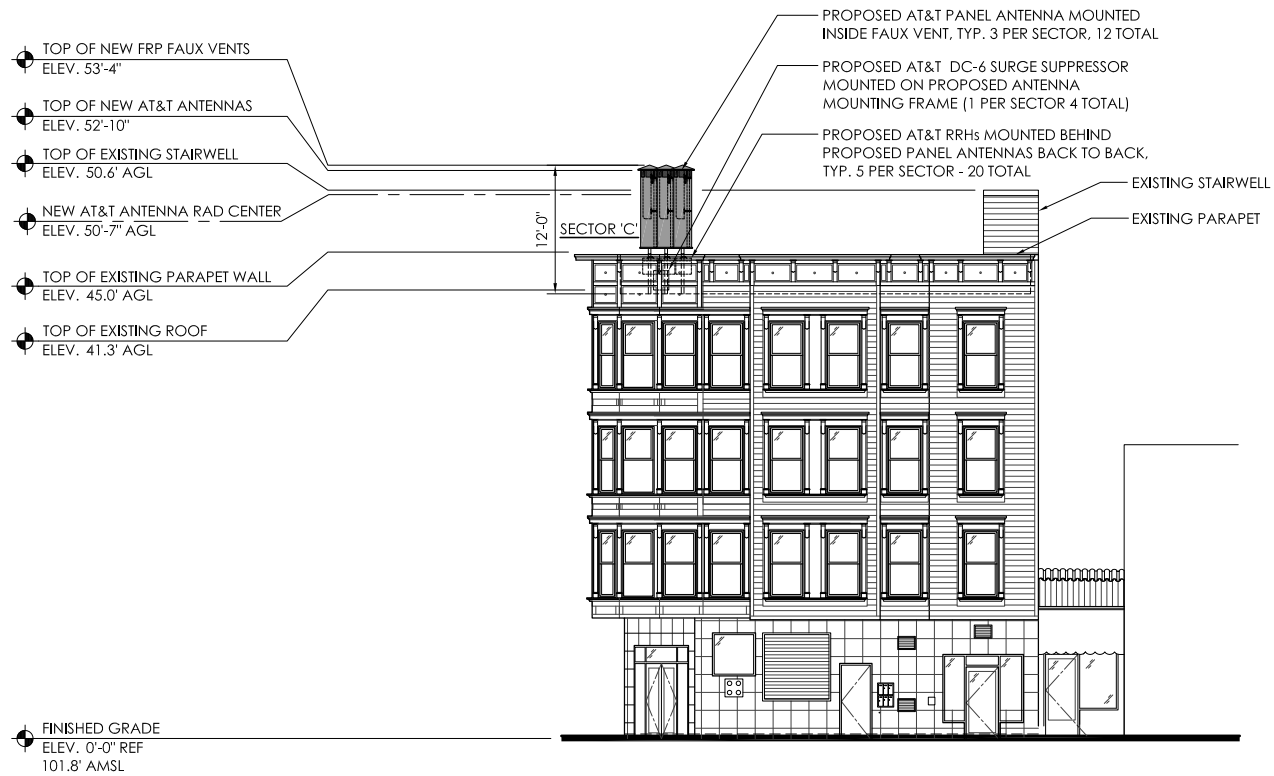 TOP OF NEW FRP FAUX VENTS
ELEV. 53'-4"
TOP OF NEW AT&T ANTENNAS
ELEV. 52'-10"
TOP OF EXISTING STAIRWELL
ELEV. 50.6' AGL
NEW AT&T ANTENNA RAD CENTER
ELEV. 50'-7" AGL
TOP OF EXISTING PARAPET WALL
ELEV. 45.0' AGL
TOP OF EXISTING ROOF
ELEV. 41.3' AGL
FINISHED GRADE
ELEV. 0'-0" REF
101.8' AMSL
12'-0"
SECTOR 'C'
PROPOSED AT&T PANEL ANTENNA MOUNTED
INSIDE FAUX VENT, TYP. 3 PER SECTOR, 12 TOTAL
PROPOSED AT&T DC-6 SURGE SUPPRESSOR
MOUNTED ON PROPOSED ANTENNA
MOUNTING FRAME (1 PER SECTOR 4 TOTAL)
PROPOSED AT&T RRHs MOUNTED BEHIND
PROPOSED PANEL ANTENNAS BACK TO BACK,
TYP. 5 PER SECTOR - 20 TOTAL
EXISTING STAIRWELL
EXISTING PARAPET